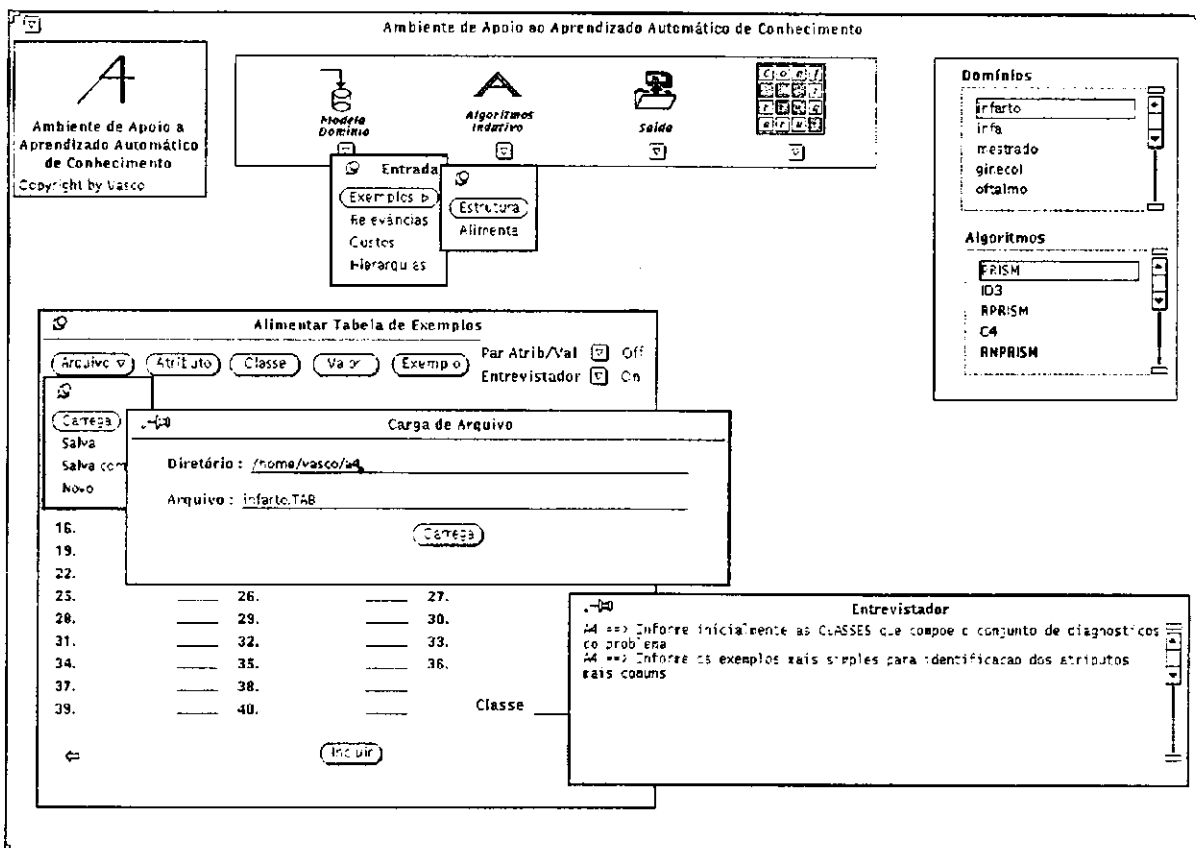 Ambiente de Apoio ao Aprendizado Automático de Conhecimento
Ambiente de Apoio a
Aprendizado Automático
de Conhecimento
Copyright by Vasco
Modela
Domínio
Algoritmos
Indutivo
Saída
Entrada
Exemplos
Relevâncias
Custos
Hierarquias
Estrutura
Alimenta
Domínios
infarto
infa
mestrado
ginecol
oftalmo
Algoritmos
PRISM
ID3
RPRISM
C4
RNPRISM
Alimentar Tabela de Exemplos
Arquivo Atributo Classe Valor Exemplo
Par Atrib/Val Off
Entrevistador On
Carrega
Salva
Salva com
Novo
Carga de Arquivo
Diretório : /home/vasco/a4
Arquivo : infarto.TAB
Carrega
16.
19.
22.
25. 26. 27.
28. 29. 30.
31. 32. 33.
34. 35. 36.
37. 38.
39. 40.
Classe
Incluir
Entrevistador
A4 ==> Informe inicialmente as CLASSES que compoe o conjunto de diagnosticos
do problema
A4 ==> Informe os exemplos mais simples para identificacao dos atributos
mais comuns